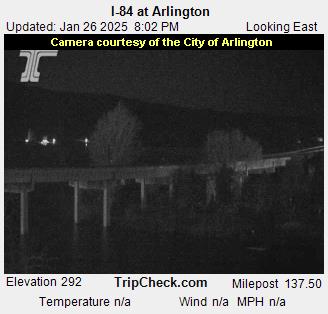 I-84 at Arlington
Updated: Jan 26 2025 8:02 PM Looking East
Camera courtesy of the City of Arlington
Elevation 292 TripCheck.com Milepost 137.50
Temperature n/a Wind n/a MPH n/a